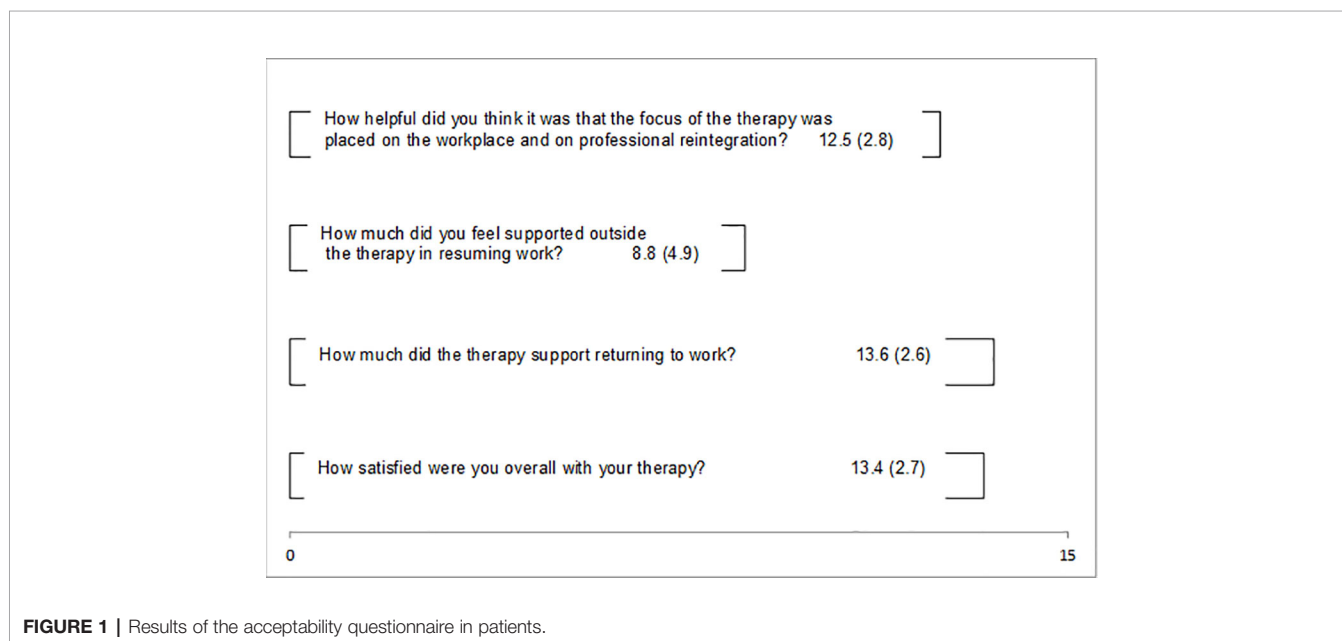 How helpful did you think it was that the focus of the therapy was
placed on the workplace and on professional reintegration? 12.5 (2.8)
How much did you feel supported outside
the therapy in resuming work? 8.8 (4.9)
How much did the therapy support returning to work? 13.6 (2.6)
How satisfied were you overall with your therapy? 13.4 (2.7)
0 15
FIGURE 1 | Results of the acceptability questionnaire in patients.